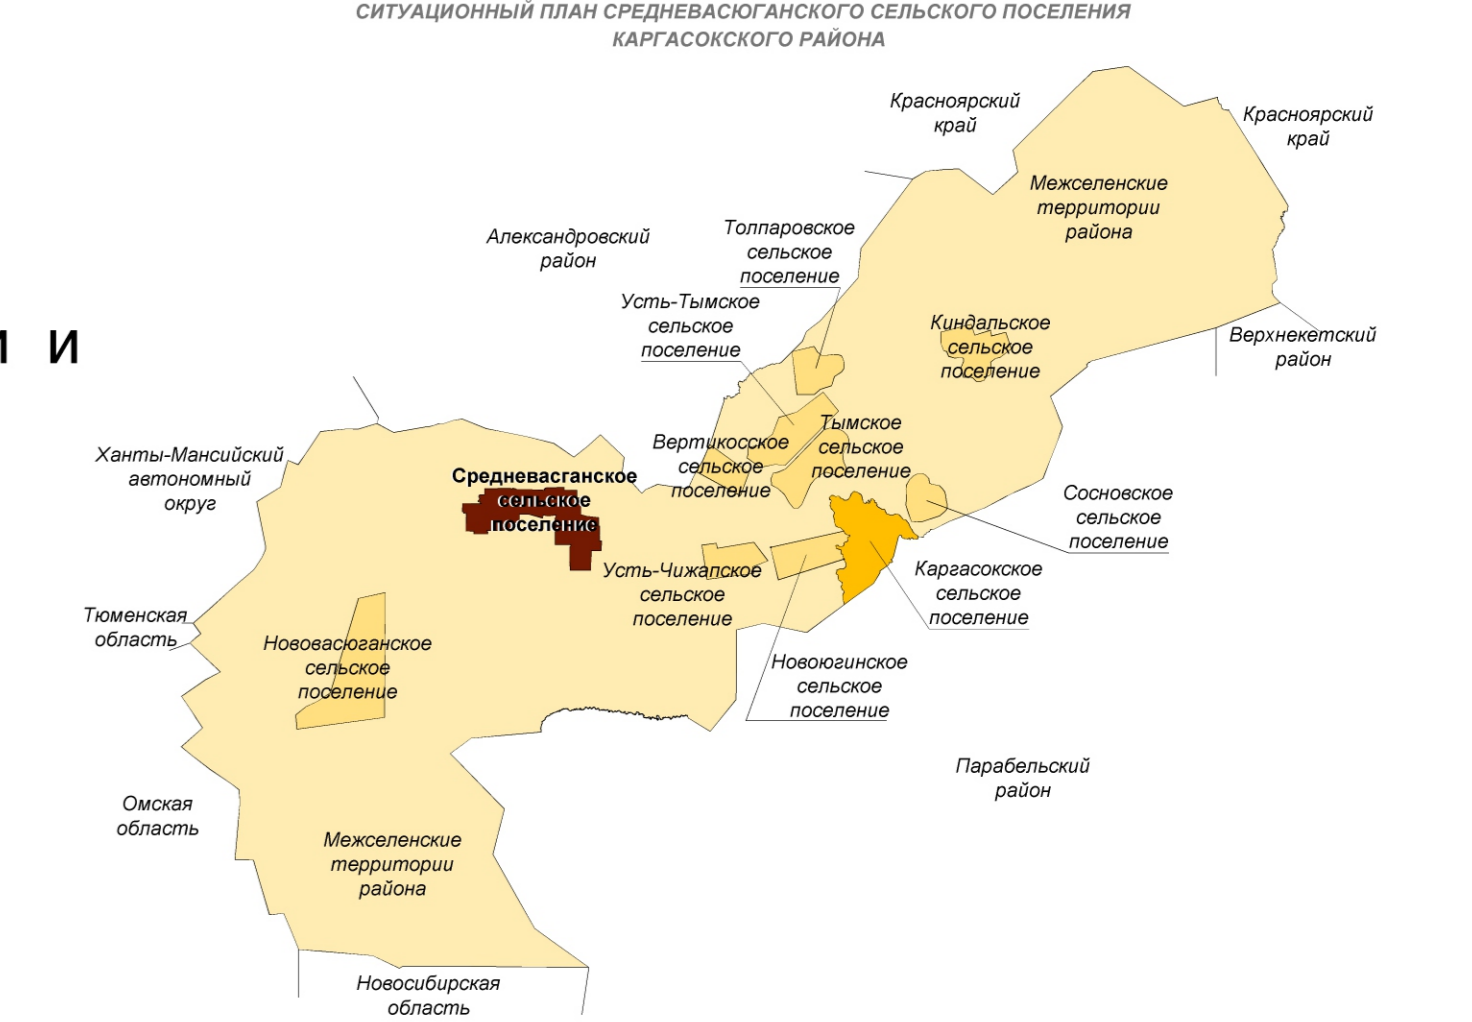 СИТУАЦИОННЫЙ ПЛАН СРЕДНЕВАСЮГАНСКОГО СЕЛЬСКОГО ПОСЕЛЕНИЯ
КАРГАСОКСКОГО РАЙОНА
Красноярский
край
Красноярский
край
Межселенские
территории
района
Толпаровское
сельское
поселение
Александровский
район
Усть-Тымское
сельское
поселение
Киндальское
сельское
поселение
Верхнекетский
район
и
Тымское
сельское
поселение
Вертикосское
сельское
поселение
Ханты-Мансийский
автономный
округ
Средневасганское
сельское
поселение
Сосновское
сельское
поселение
Усть-Чижапское
сельское
поселение
Каргасокское
сельское
поселение
Тюменская
область
Нововасюганское
сельское
поселение
Новоюгинское
сельское
поселение
Парабельский
район
Омская
область
Межселенские
территории
района
Новосибирская
область